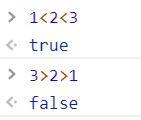 > 1<2<3
< true
> 3>2>1
< false